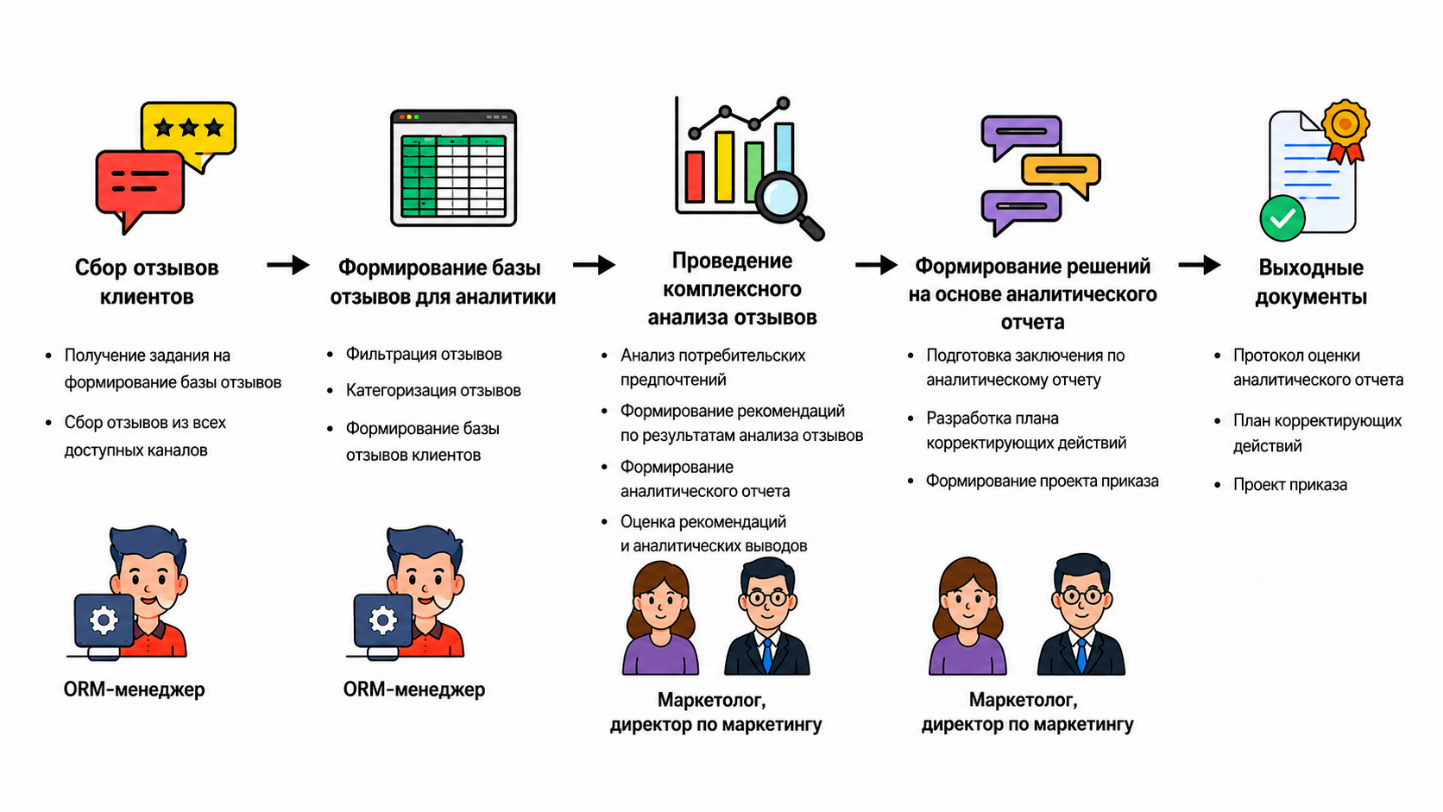 Сбор отзывов
клиентов
• Получение задания на
формирование базы отзывов
• Сбор отзывов из всех
доступных каналов
ORM-менеджер
Формирование базы
отзывов для аналитики
• Фильтрация отзывов
• Категоризация отзывов
• Формирование базы
отзывов клиентов
ORM-менеджер
Проведение
комплексного
анализа отзывов
• Анализ потребительских
предпочтений
• Формирование рекомендаций
по результатам анализа отзывов
• Формирование
аналитического отчета
• Оценка рекомендаций
и аналитических выводов
Маркетолог,
директор по маркетингу
Формирование решений
на основе аналитического
отчета
• Подготовка заключения по
аналитическому отчету
• Разработка плана
корректирующих действий
• Формирование проекта приказа
Маркетолог,
директор по маркетингу
Выходные
документы
• Протокол оценки
аналитического отчета
• План корректирующих
действий
• Проект приказа